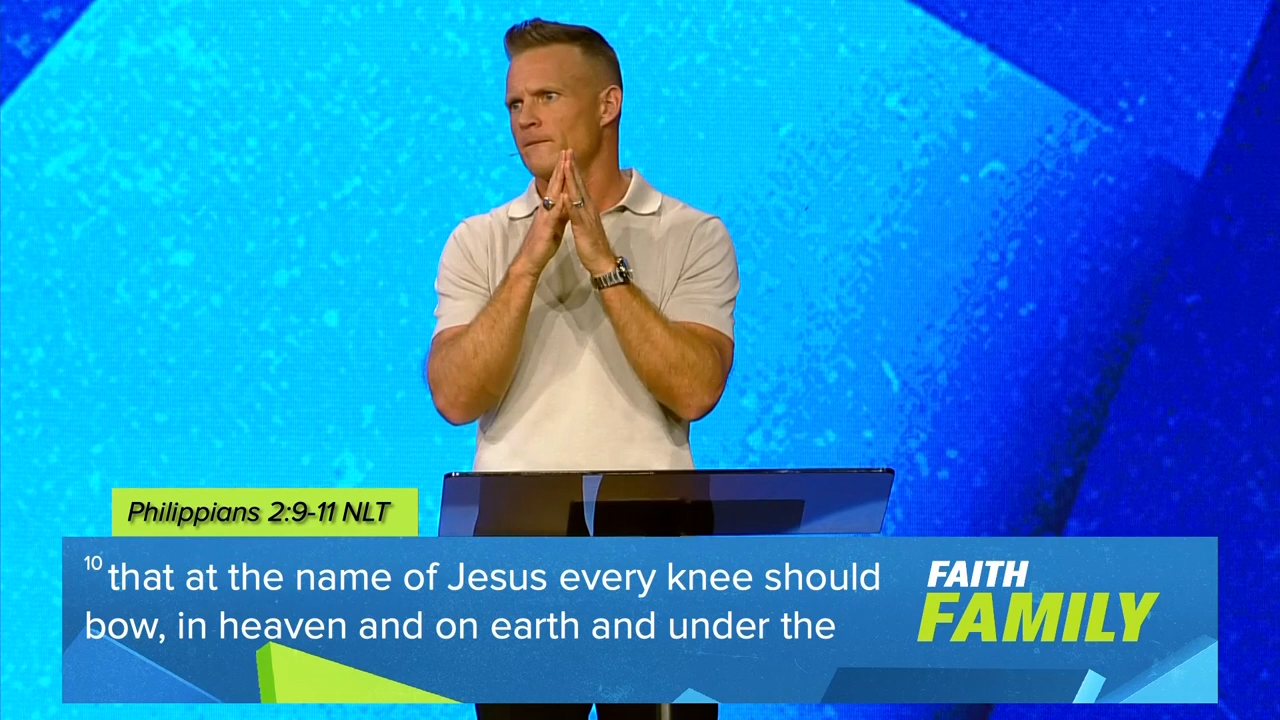 Philippians 2:9-11 NLT
10 that at the name of Jesus every knee should
bow, in heaven and on earth and under the
FAITH
FAMILY